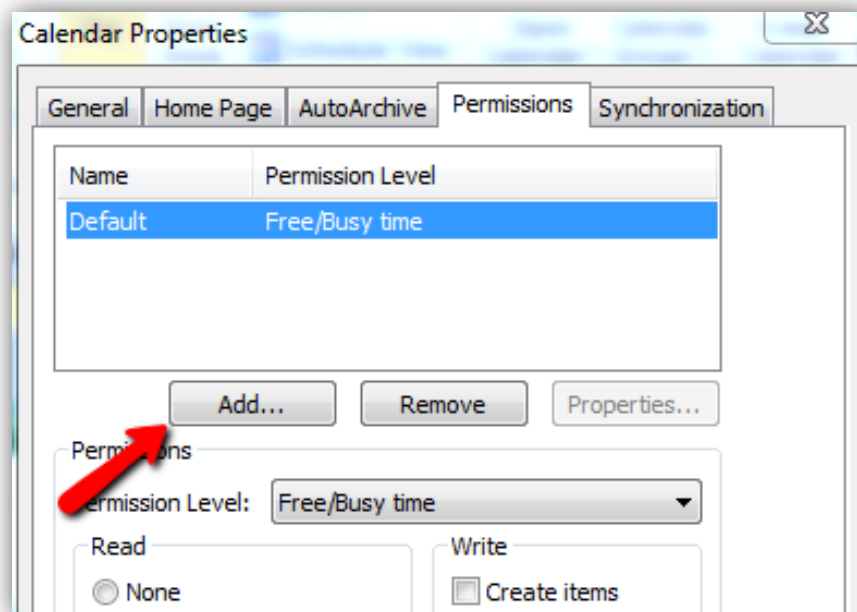 Calendar Properties
General Home Page AutoArchive Permissions Synchronization
Name Permission Level
Default Free/Busy time
Add... Remove Properties...
Permissions
Permission Level: Free/Busy time
Read Write
None Create items